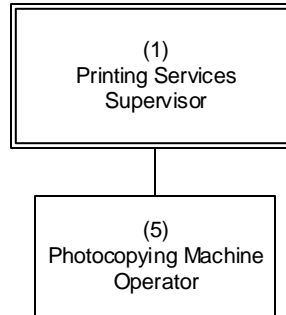 (1)
Printing Services
Supervisor
(5)
Photocopying Machine
Operator